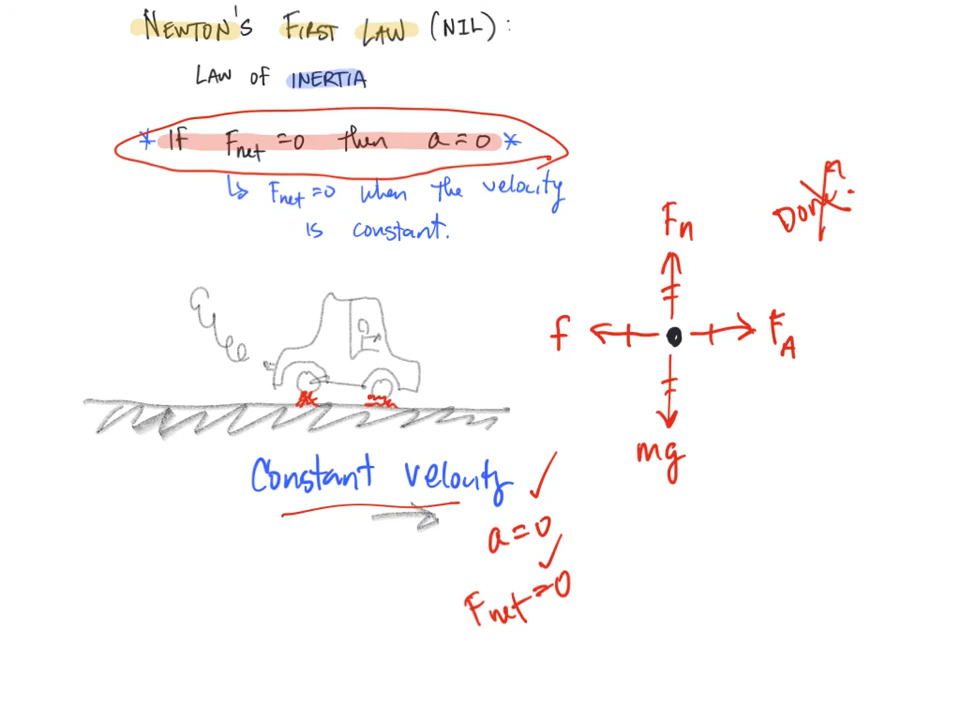 NEWTON'S FIRST LAW (NIL):
LAW OF INERTIA
* IF Fnet = 0 then a = 0 *
↳ Fnet = 0 when the velocity
is constant.
Done.
Fn
f
FA
mg
Constant velocity ✓
a = 0
✓
Fnet = 0